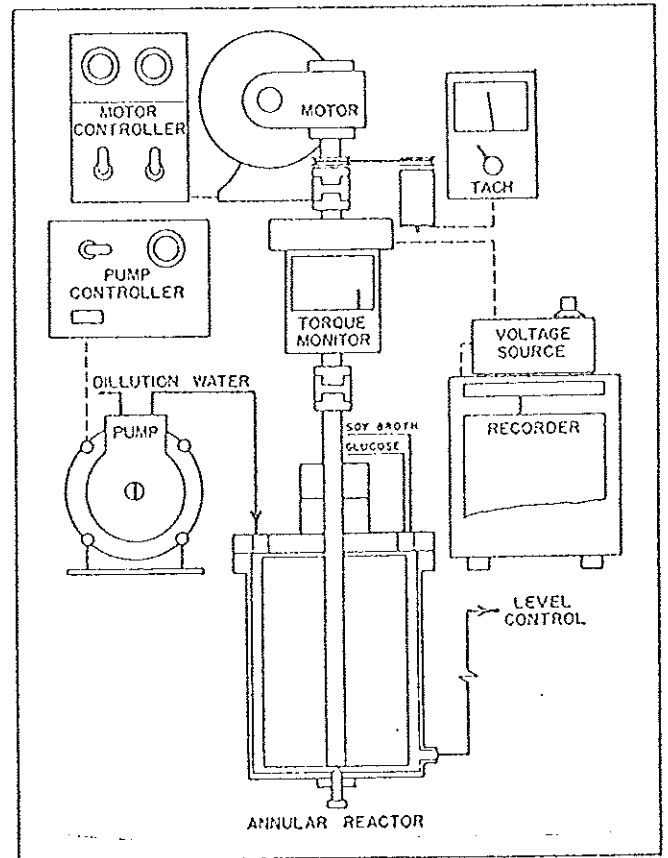 MOTOR
CONTROLLER
MOTOR
TACH
PUMP
CONTROLLER
TORQUE
MONITOR
VOLTAGE
SOURCE
DILLUTION WATER
PUMP
SOY BROTH
GLUCOSE
RECORDER
LEVEL
CONTROL
ANNULAR REACTOR